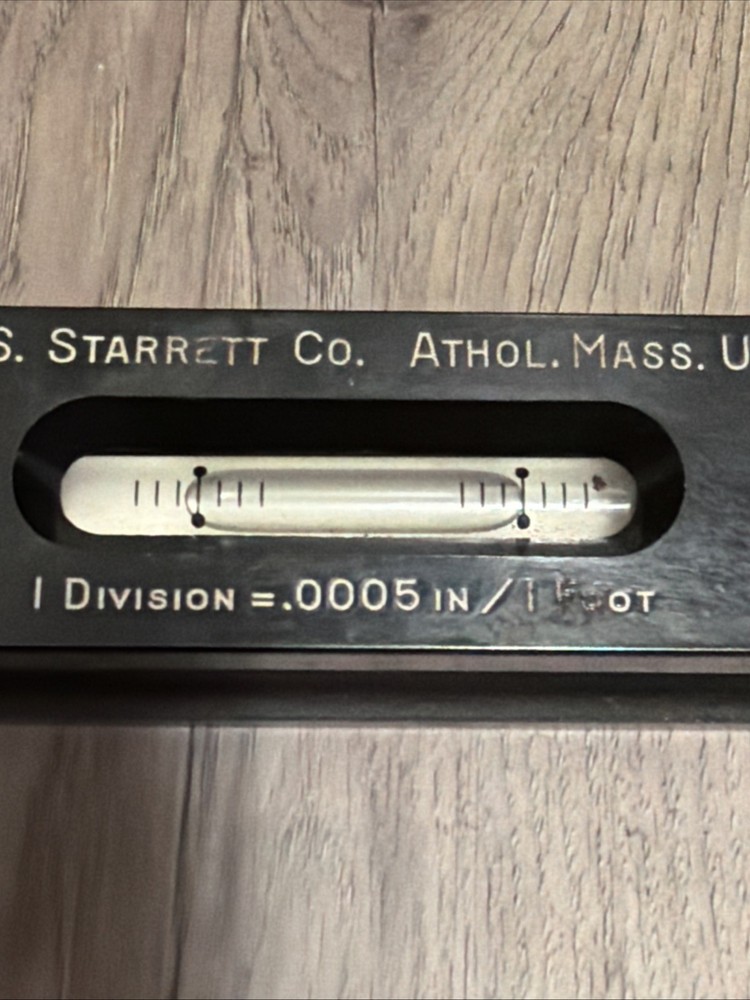 S. STARRETT CO. ATHOL. MASS. U
1 DIVISION = .0005 IN / 1 FOOT